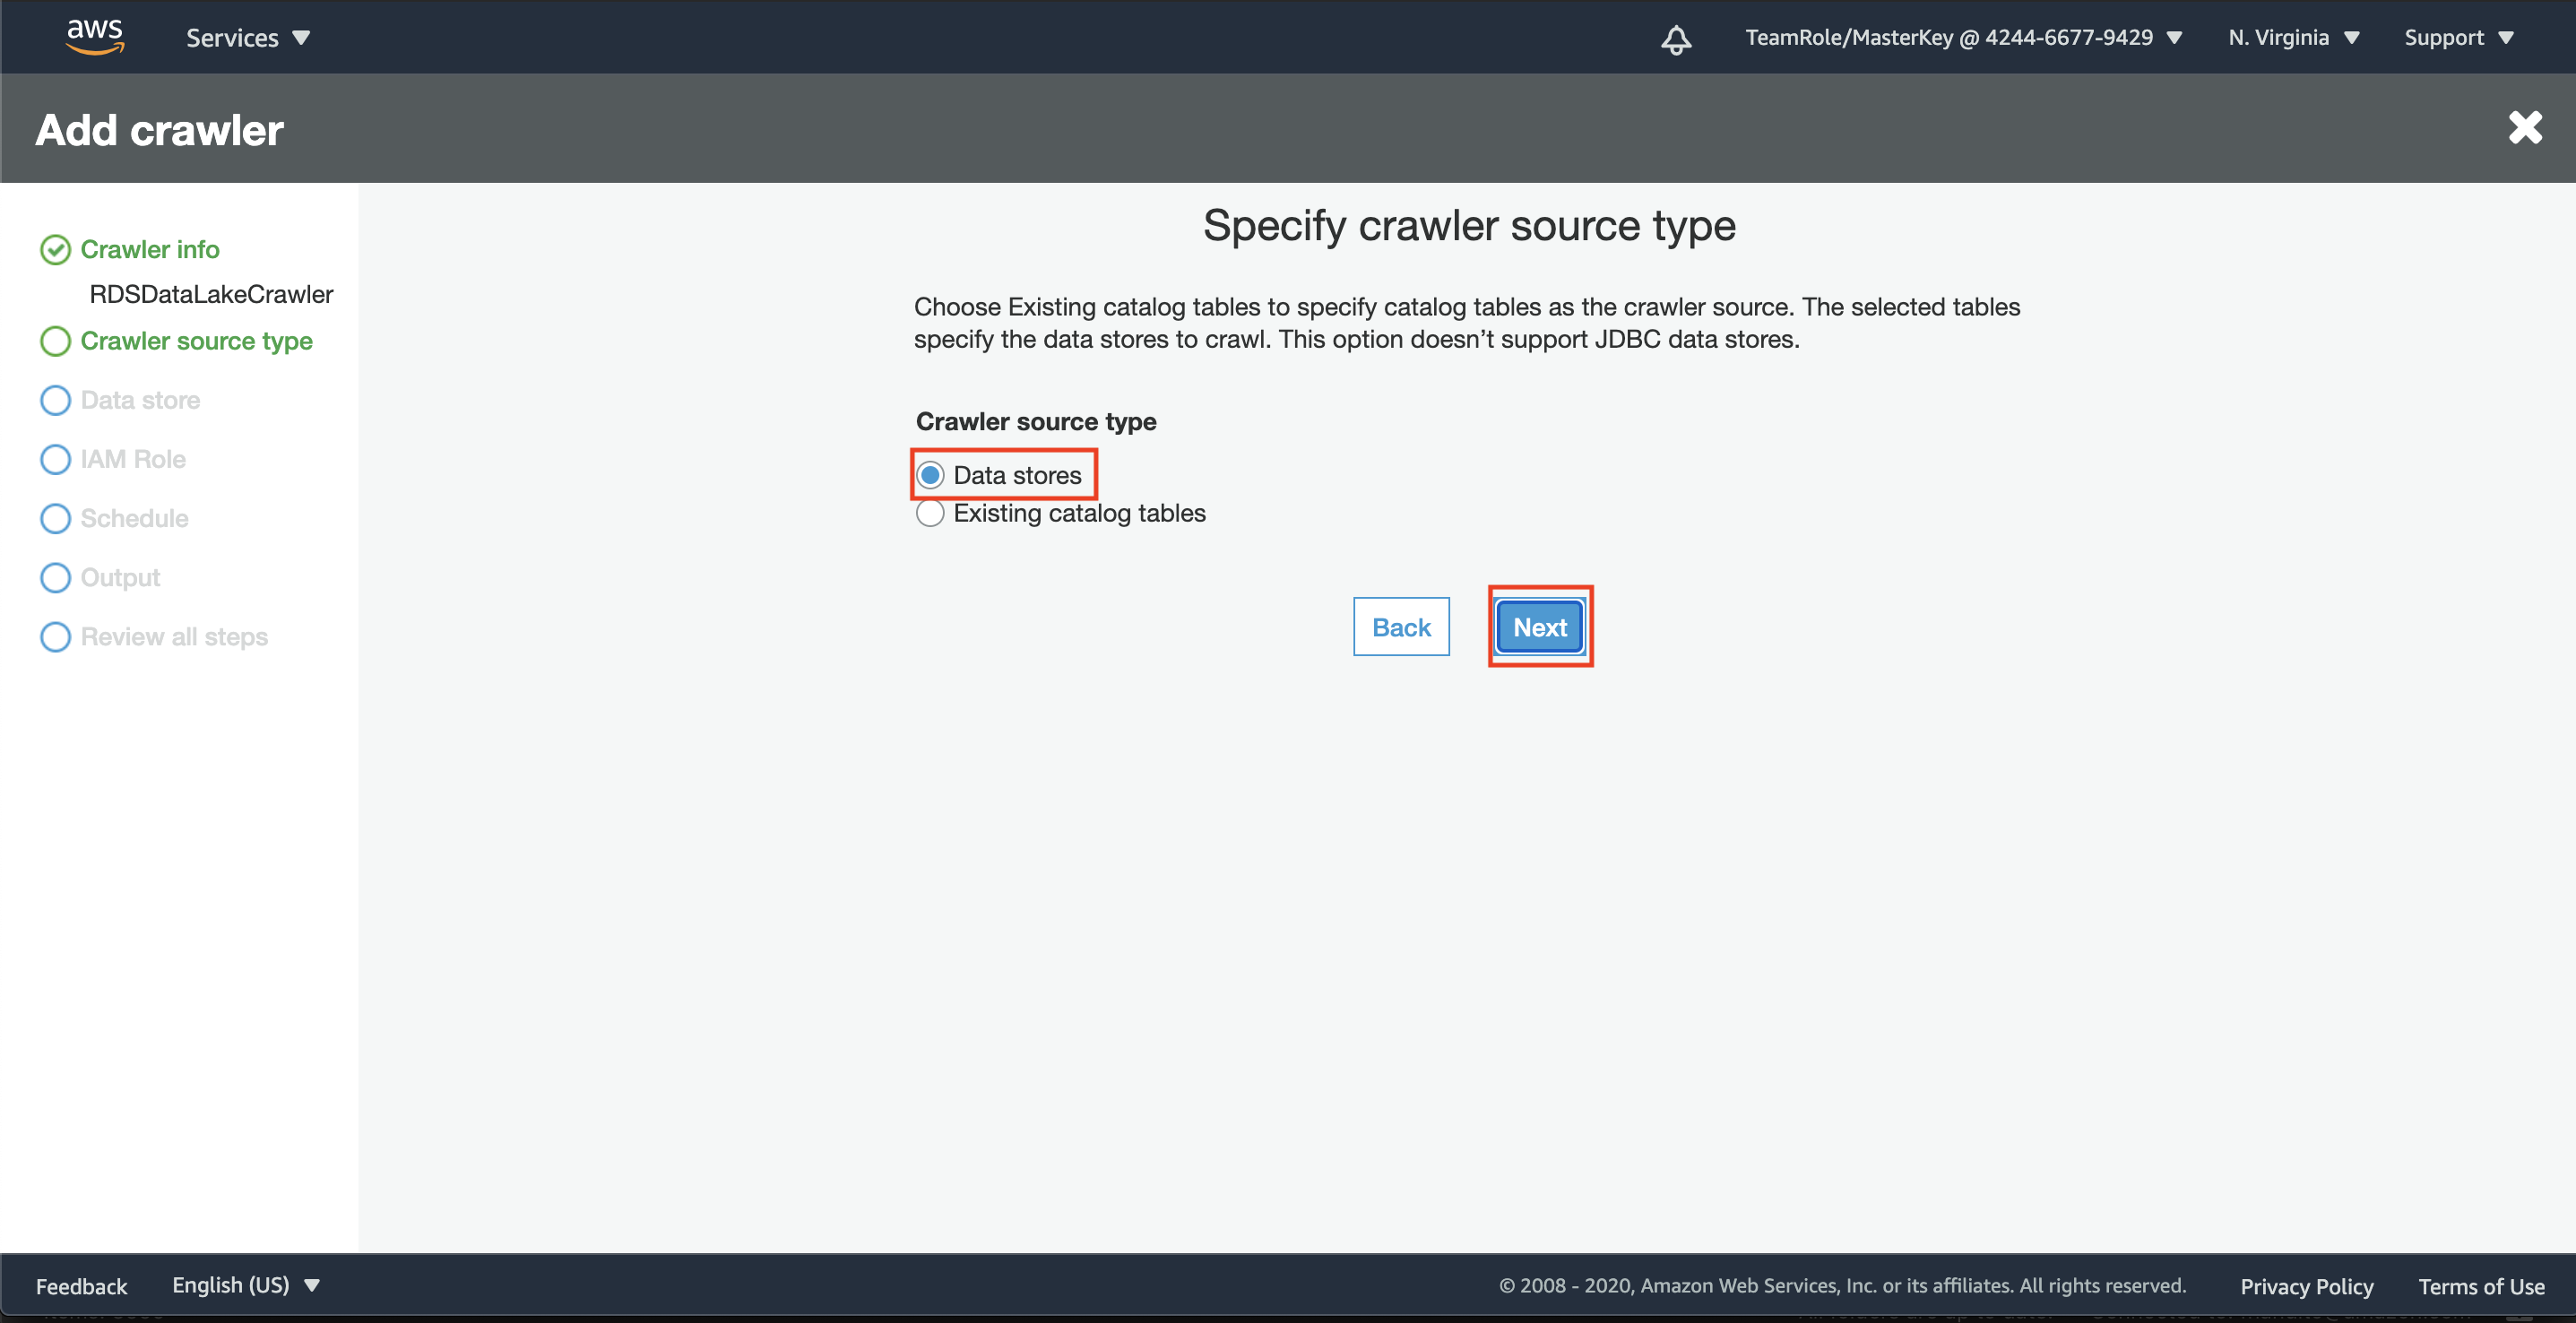 aws
Services
TeamRole/MasterKey @ 4244-6677-9429
N. Virginia
Support
Add crawler
Crawler info
RDSDataLakeCrawler
Crawler source type
Data store
IAM Role
Schedule
Output
Review all steps
Specify crawler source type
Choose Existing catalog tables to specify catalog tables as the crawler source. The selected tables
specify the data stores to crawl. This option doesn’t support JDBC data stores.
Crawler source type
Data stores
Existing catalog tables
Back
Next
Feedback
English (US)
© 2008 - 2020, Amazon Web Services, Inc. or its affiliates. All rights reserved.
Privacy Policy
Terms of Use